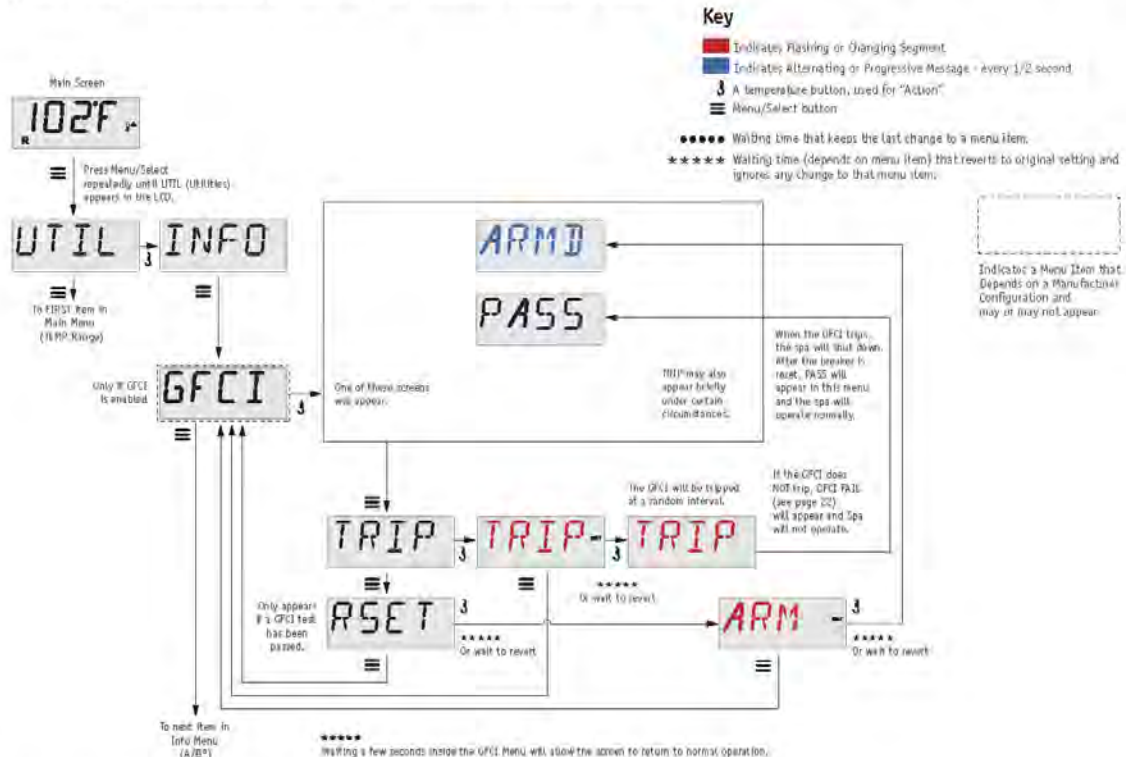 Key
Indicates Flashing or Changing Segment
Indicates Alternating or Progressive Message - every 1/2 second
A temperature button, used for "Action"
Menu/Select button
Waiting time that keeps the last change to a menu item.
Waiting time (depends on menu item) that reverts to original setting and
ignores any change to that menu item.
Indicates a Menu Item that
Depends on a Manufacturer
Configuration and
may or may not appear
Main Screen
102°F
R
Press Menu/Select
repeatedly until UTIL (Utilities)
appears in the LCD.
UTIL
INFO
To FIRST item in
Main Menu
(TEMP Range)
Only if GFCI
is enabled
GFCI
One of these screens
will appear.
ARMD
PASS
TRIP may also
appear briefly
under certain
circumstances.
When the GFCI trips,
the spa will shut down.
After the breaker is
reset, PASS will
appear in this menu
and the spa will
operate normally.
The GFCI will be tripped
at a random interval.
If the GFCI does
NOT trip, GFCI FAIL
(see page 22)
will appear and Spa
will not operate.
TRIP
TRIP-
TRIP
*****
Or wait to revert
Only appears
if a GFCI test
has been
passed.
RSET
*****
Or wait to revert
ARM -
*****
Or wait to revert
To next item in
Info Menu
(A/B°)
*****
Waiting a few seconds inside the GFCI Menu will allow the screen to return to normal operation.